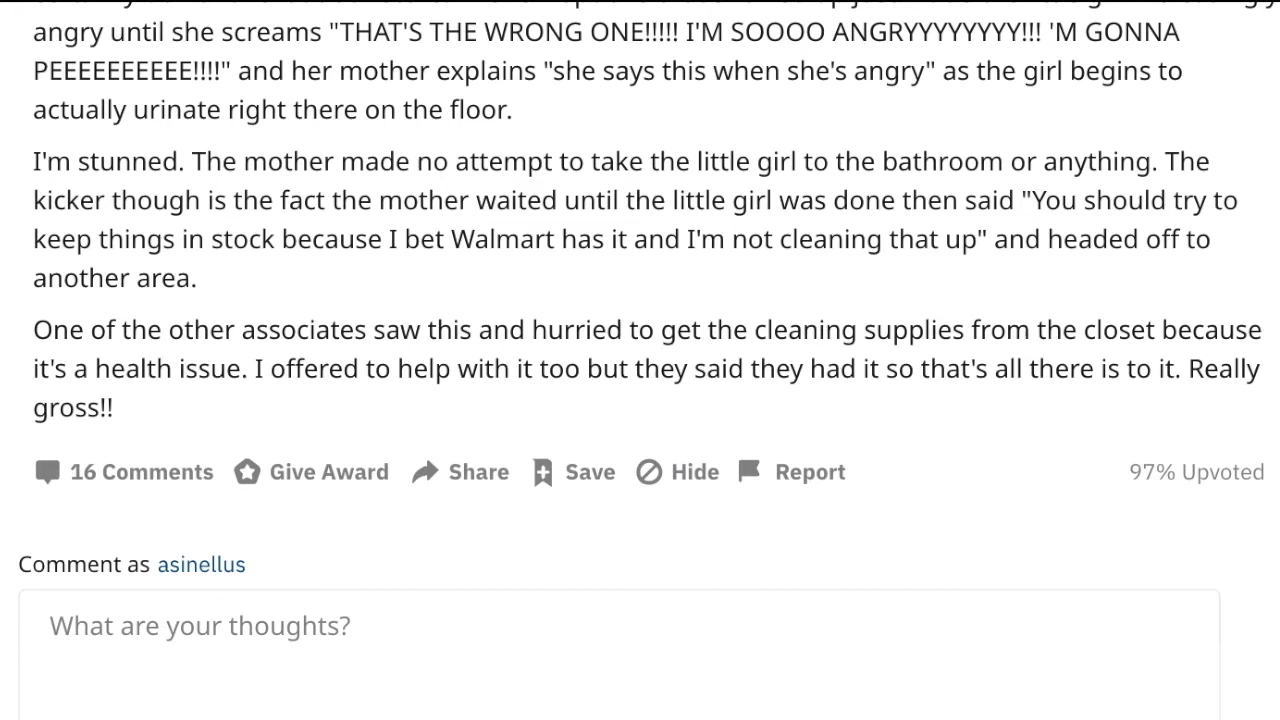 angry until she screams "THAT'S THE WRONG ONE!!!!! I'M SOOOO ANGRYYYYYYYY!!! 'M GONNA
PEEEEEEEEEE!!!!" and her mother explains "she says this when she's angry" as the girl begins to
actually urinate right there on the floor.
I'm stunned. The mother made no attempt to take the little girl to the bathroom or anything. The
kicker though is the fact the mother waited until the little girl was done then said "You should try to
keep things in stock because I bet Walmart has it and I'm not cleaning that up" and headed off to
another area.
One of the other associates saw this and hurried to get the cleaning supplies from the closet because
it's a health issue. I offered to help with it too but they said they had it so that's all there is to it. Really
gross!!
16 Comments Give Award Share Save Hide Report 97% Upvoted
Comment as asinellus
What are your thoughts?